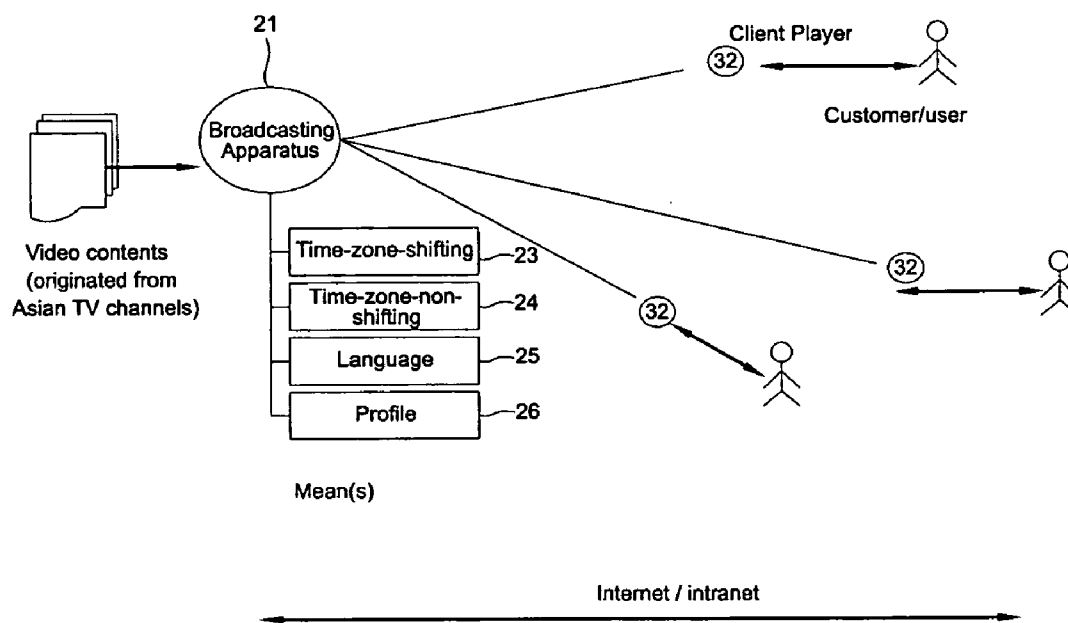 21
Client Player
32
Customer/user
Broadcasting
Apparatus
Video contents
(originated from
Asian TV channels)
Time-zone-shifting
23
32
Time-zone-non-
shifting
24
32
Language
25
Profile
26
Mean(s)
Internet / intranet